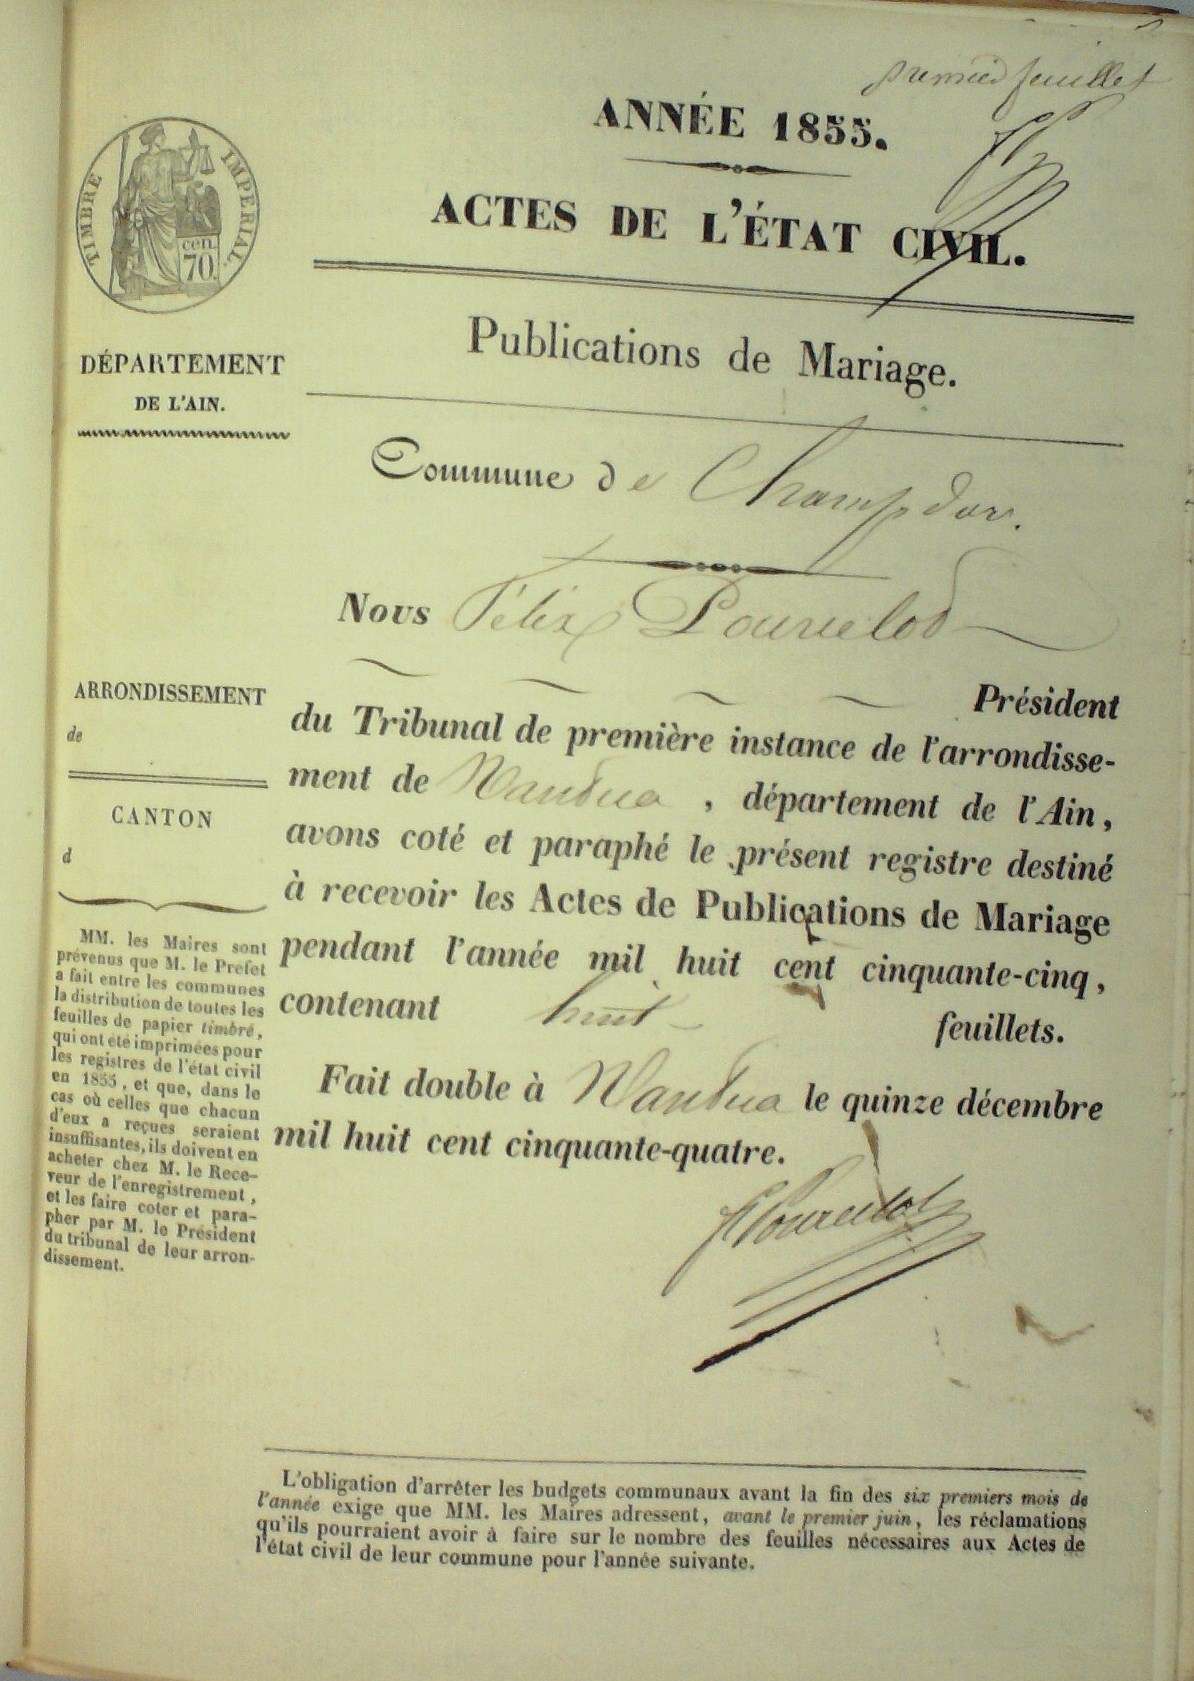 premier feuillet
ANNÉE 1855.
ACTES DE L'ÉTAT CIVIL.
TIMBRE IMPERIAL.
cen.
70.
Publications de Mariage.
DÉPARTEMENT
DE L'AIN.
Commune de Champdor.
Nous Félix
Président
ARRONDISSEMENT
de
CANTON
d
du Tribunal de première instance de l'arrondisse-
ment de Nantua, département de l'Ain,
avons coté et paraphé le présent registre destiné
à recevoir les Actes de Publications de Mariage
pendant l'année mil huit cent cinquante-cinq,
contenant huit feuillets.
Fait double à Nantua le quinze décembre
mil huit cent cinquante-quatre.
MM. les Maires sont
prévenus que M. le Préfet
a fait entre les communes
la distribution de toutes les
feuilles de papier timbré,
qui ont été imprimées pour
les registres de l'état civil
en 1855, et que, dans le
cas où celles que chacun
d'eux a reçues seraient
insuffisantes, ils doivent en
acheter chez M. le Rece-
veur de l'enregistrement,
et les faire coter et para-
pher par M. le Président
du tribunal de leur arron-
dissement.
L'obligation d'arrêter les budgets communaux avant la fin des six premiers mois de
l'année exige que MM. les Maires adressent, avant le premier juin, les réclamations
qu'ils pourraient avoir à faire sur le nombre des feuilles nécessaires aux Actes de
l'état civil de leur commune pour l'année suivante.